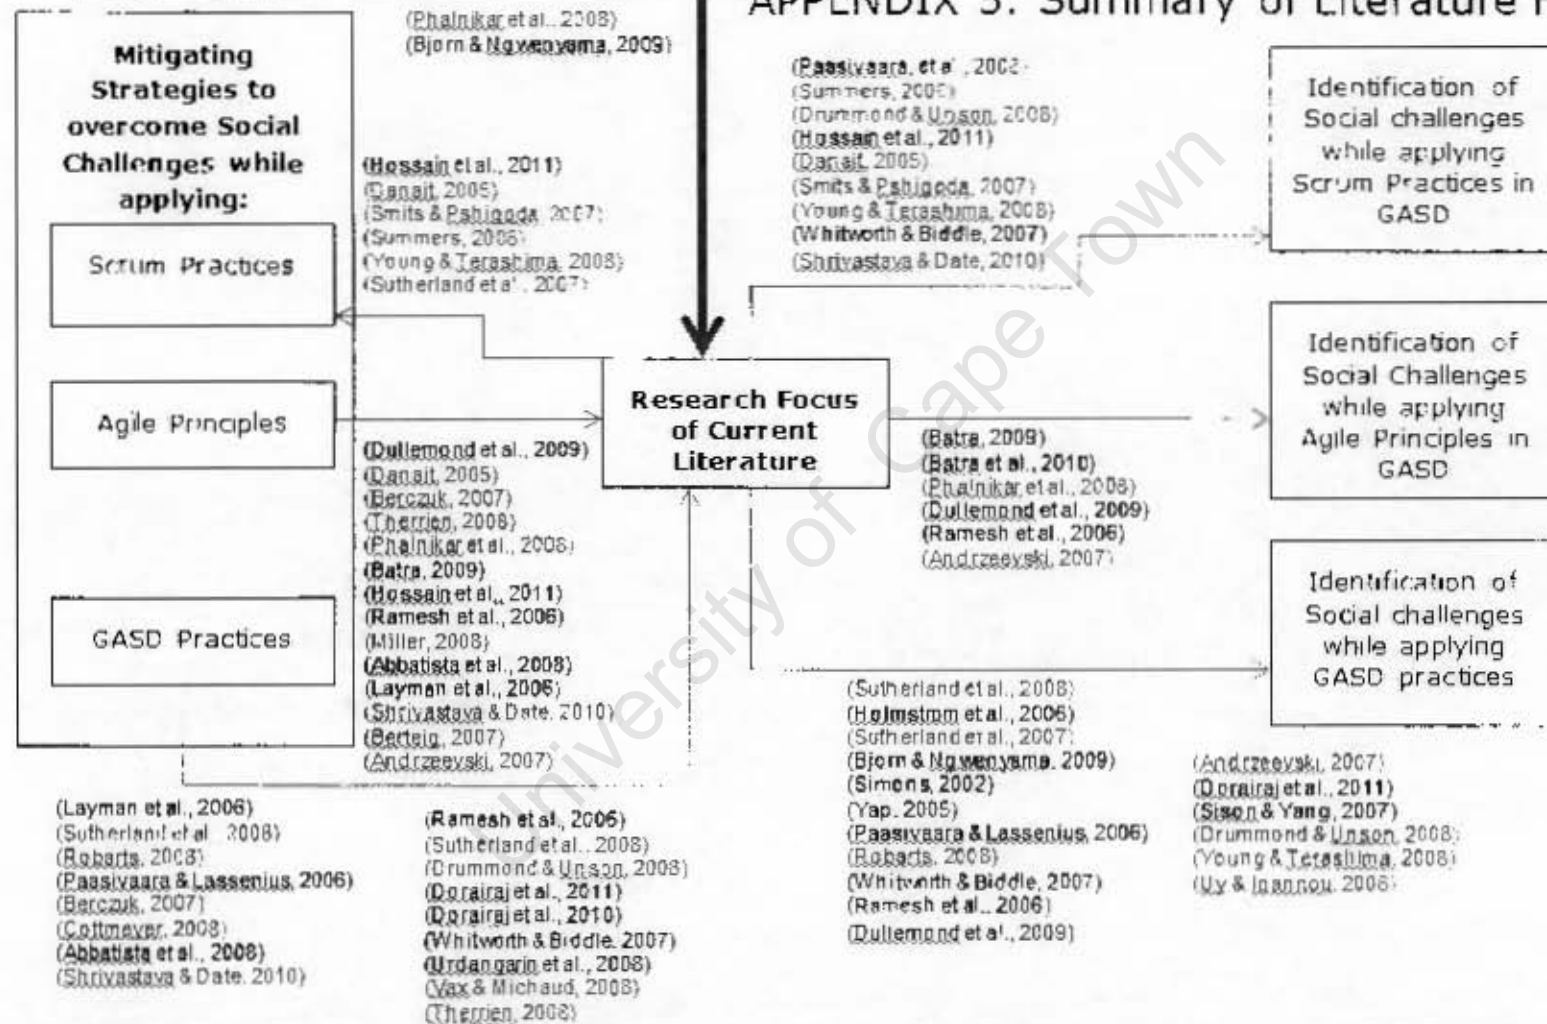 APPENDIX 5: Summary of Literature
(Phalnikar et al., 2008)
(Bjorn & Ngwenyama, 2009)
Mitigating
Strategies to
overcome Social
Challenges while
applying:
Scrum Practices
Agile Principles
GASD Practices
(Hossain et al., 2011)
(Danait, 2005)
(Smits & Pshigoda, 2007)
(Summers, 2008)
(Young & Terashima, 2008)
(Sutherland et al., 2007)
(Dullemond et al., 2009)
(Danait, 2005)
(Berczuk, 2007)
(Therrien, 2008)
(Phalnikar et al., 2008)
(Batra, 2009)
(Hossain et al., 2011)
(Ramesh et al., 2006)
(Miller, 2008)
(Abbatista et al., 2008)
(Layman et al., 2006)
(Shrivastava & Date, 2010)
(Berteig, 2007)
(Andrzeevski, 2007)
Research Focus
of Current
Literature
(Paasivaara, et al., 2008)
(Summers, 2008)
(Drummond & Unson, 2008)
(Hossain et al., 2011)
(Danait, 2005)
(Smits & Pshigoda, 2007)
(Young & Terashima, 2008)
(Whitworth & Biddle, 2007)
(Shrivastava & Date, 2010)
Identification of
Social challenges
while applying
Scrum Practices in
GASD
(Batra, 2009)
(Batra et al., 2010)
(Phalnikar et al., 2008)
(Dullemond et al., 2009)
(Ramesh et al., 2006)
(Andrzeevski, 2007)
Identification of
Social Challenges
while applying
Agile Principles in
GASD
Identification of
Social challenges
while applying
GASD practices
(Layman et al., 2006)
(Sutherland et al., 2008)
(Robarts, 2008)
(Paasivaara & Lassenius, 2006)
(Berczuk, 2007)
(Cottmeyer, 2008)
(Abbatista et al., 2008)
(Shrivastava & Date, 2010)
(Ramesh et al., 2006)
(Sutherland et al., 2008)
(Drummond & Unson, 2008)
(Dorairaj et al., 2011)
(Dorairaj et al., 2010)
(Whitworth & Biddle, 2007)
(Urdangarin et al., 2008)
(Vax & Michaud, 2008)
(Therrien, 2008)
(Sutherland et al., 2008)
(Holmstrom et al., 2006)
(Sutherland et al., 2007)
(Bjorn & Ngwenyama, 2009)
(Simons, 2002)
(Yap, 2005)
(Paasivaara & Lassenius, 2006)
(Robarts, 2008)
(Whitworth & Biddle, 2007)
(Ramesh et al., 2006)
(Dullemond et al., 2009)
(Andrzeevski, 2007)
(Dorairaj et al., 2011)
(Sison & Yang, 2007)
(Drummond & Unson, 2008)
(Young & Terashima, 2008)
(Uy & Ioannou, 2008)
University of Cape Town